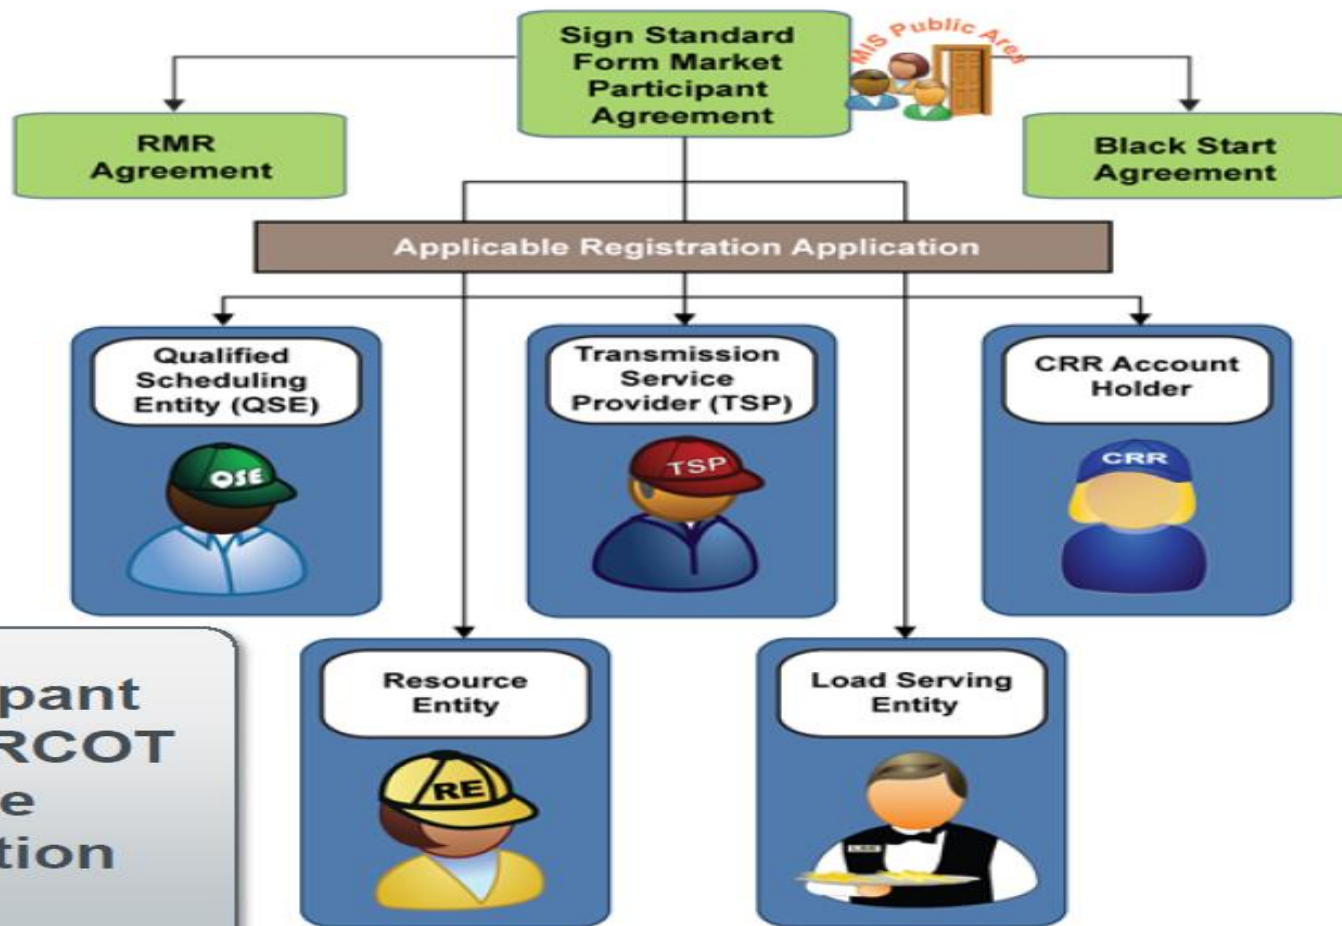 Sign Standard
Form Market
Participant
Agreement
MIS Public Area
RMR
Agreement
Black Start
Agreement
Applicable Registration Application
Qualified
Scheduling
Entity (QSE)
QSE
Transmission
Service
Provider (TSP)
TSP
CRR Account
Holder
CRR
Resource
Entity
RE
Load Serving
Entity
LSE
pant
RCOT
e
tion